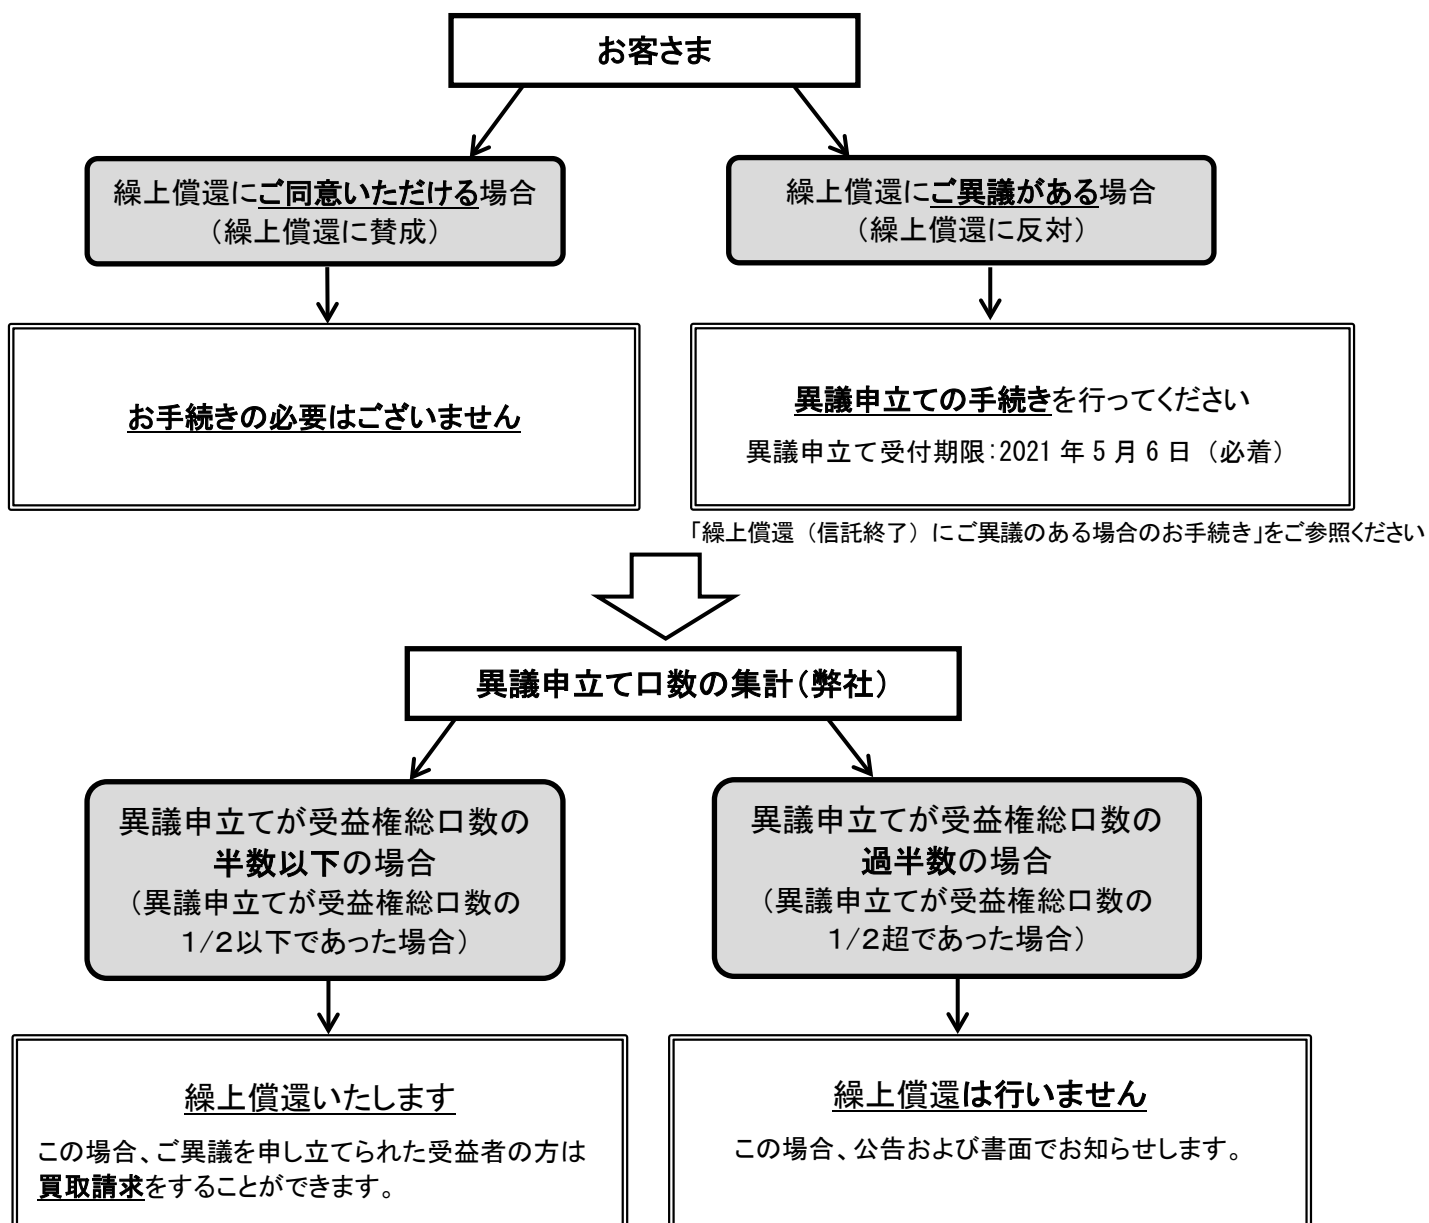 お客さま
繰上償還にご同意いただける場合
（繰上償還に賛成）
繰上償還にご異議がある場合
（繰上償還に反対）
お手続きの必要はございません
異議申立ての手続きを行ってください
異議申立て受付期限：2021 年 5 月 6 日 （必着）
「繰上償還 （信託終了） にご異議のある場合のお手続き」をご参照ください
異議申立て口数の集計（弊社）
異議申立てが受益権総口数の
半数以下の場合
（異議申立てが受益権総口数の
１/２以下であった場合）
異議申立てが受益権総口数の
過半数の場合
（異議申立てが受益権総口数の
１/２超であった場合）
繰上償還いたします
この場合、ご異議を申し立てられた受益者の方は
買取請求をすることができます。
繰上償還は行いません
この場合、公告および書面でお知らせします。